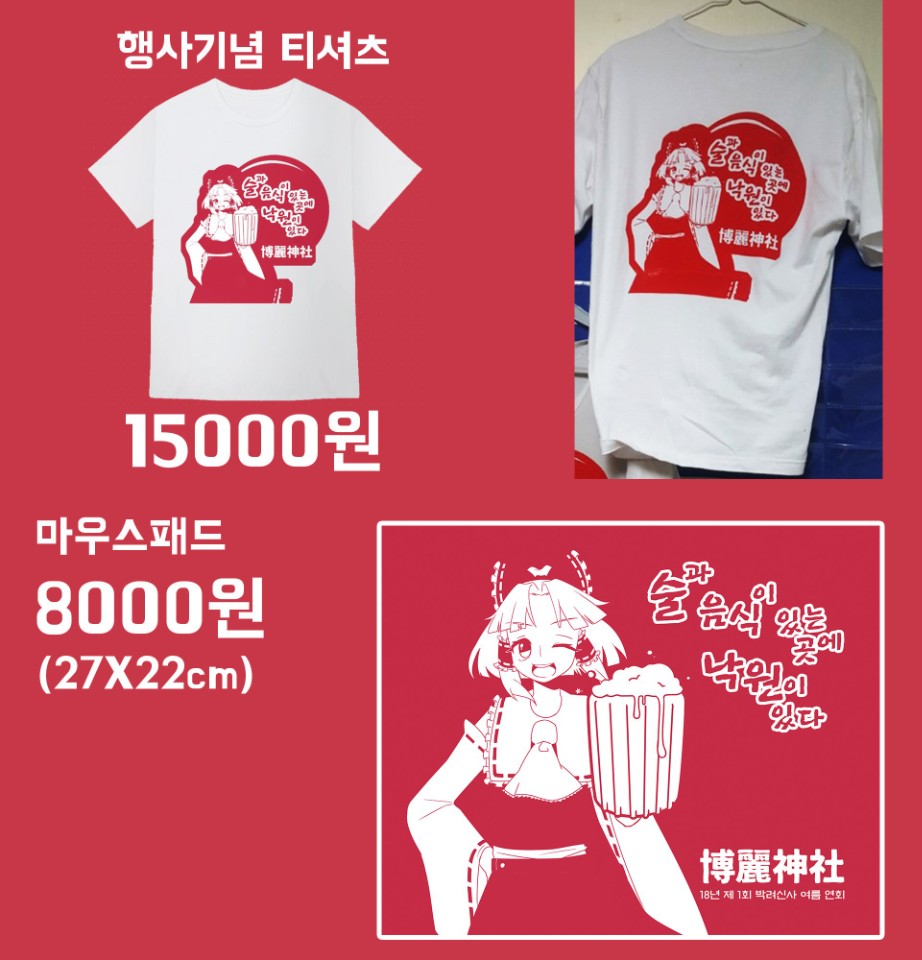 행사기념 티셔츠
술과 음식이 있는 곳에
낙원이 있다
博麗神社
15000원
술과 음식이 있는 곳에
낙원이 있다
博麗神社
마우스패드
8000원
(27X22cm)
술과 음식이 있는 곳에
낙원이 있다
博麗神社
18년 제 1회 박려신사 여름 연회